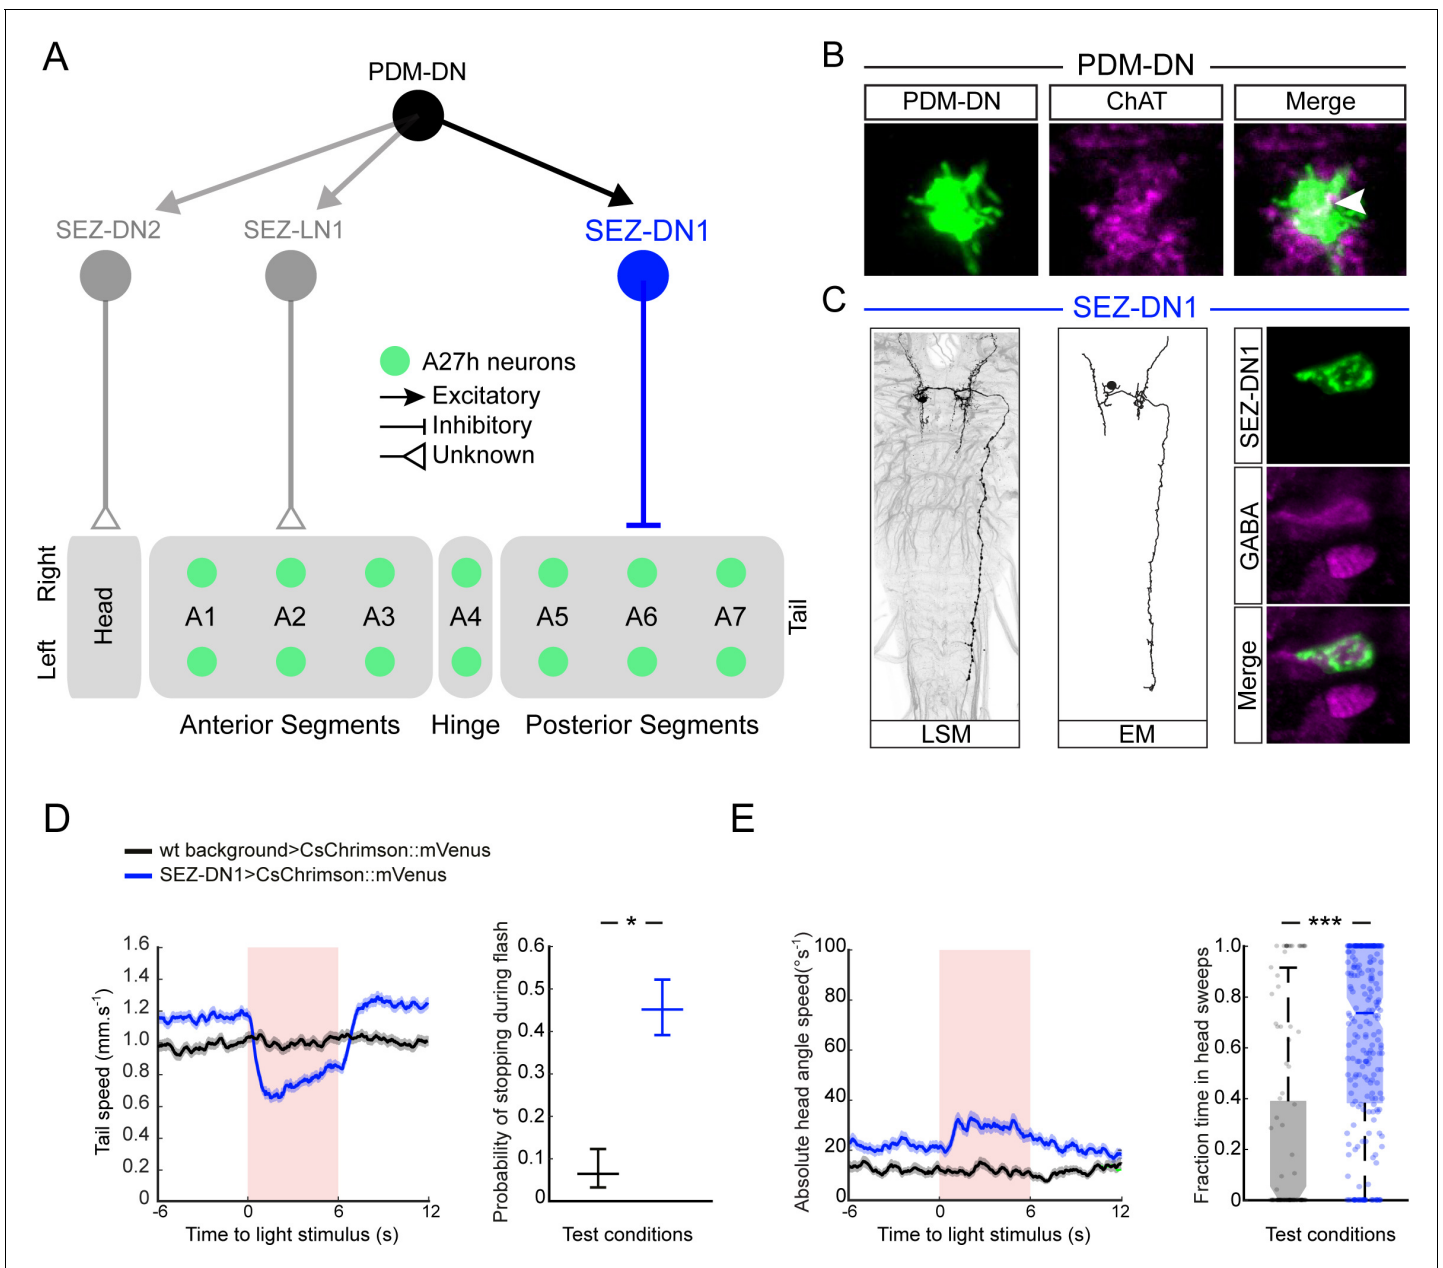 A
PDM-DN
SEZ-DN2
SEZ-LN1
SEZ-DN1
A27h neurons
Excitatory
Inhibitory
Unknown
Right
Left
Head
A1
A2
A3
A4
A5
A6
A7
Tail
Anterior Segments
Hinge
Posterior Segments
B
PDM-DN
PDM-DN
ChAT
Merge
C
SEZ-DN1
LSM
EM
SEZ-DN1
GABA
Merge
D
wt background>CsChrimson::mVenus
SEZ-DN1>CsChrimson::mVenus
Tail speed (mm.s⁻¹)
1.6
1.4
1.2
1.0
0.8
0.6
0.4
0.2
0
-6
0
6
12
Time to light stimulus (s)
Probability of stopping during flash
*
0.6
0.5
0.4
0.3
0.2
0.1
0
Test conditions
E
Absolute head angle speed(°s⁻¹)
100
80
60
40
20
0
-6
0
6
12
Time to light stimulus (s)
Fraction time in head sweeps
***
1.0
0.8
0.6
0.4
0.2
0
Test conditions